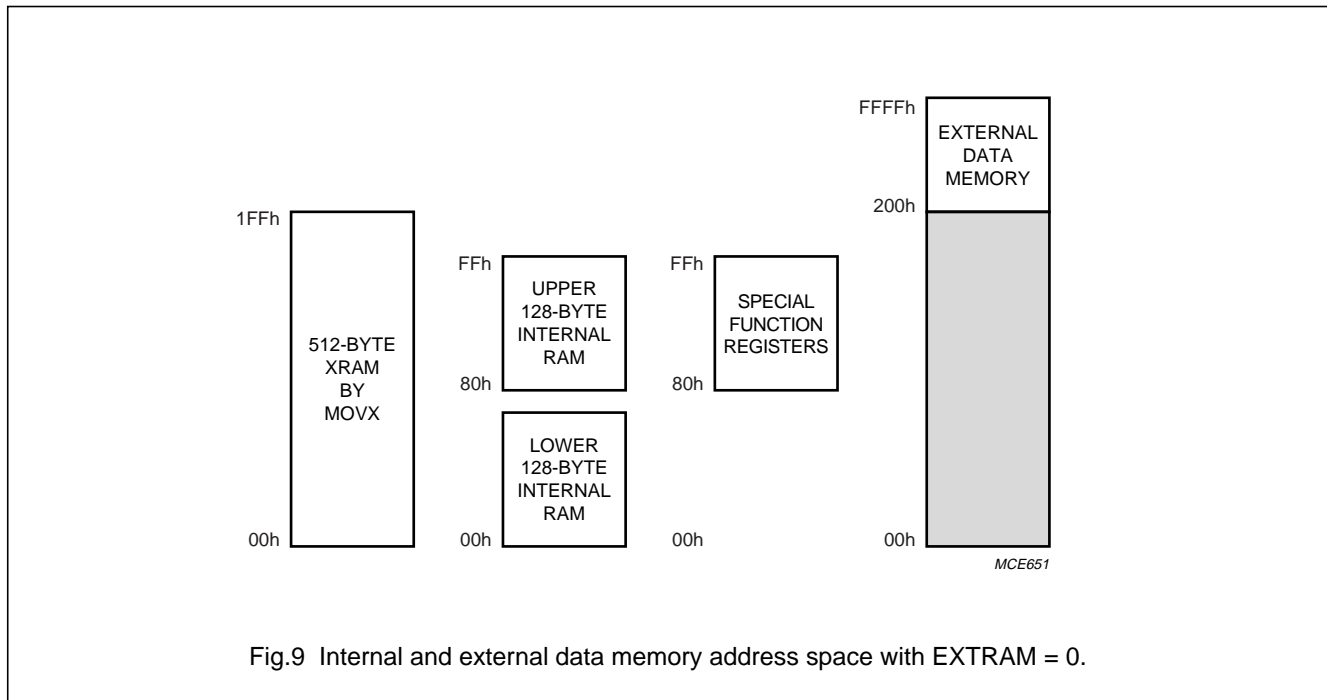 1FFh
512-BYTE
XRAM
BY
MOVX
00h
FFh
UPPER
128-BYTE
INTERNAL
RAM
80h
LOWER
128-BYTE
INTERNAL
RAM
00h
FFh
SPECIAL
FUNCTION
REGISTERS
80h
00h
FFFFh
EXTERNAL
DATA
MEMORY
200h
00h
MCE651
Fig.9 Internal and external data memory address space with EXTRAM = 0.